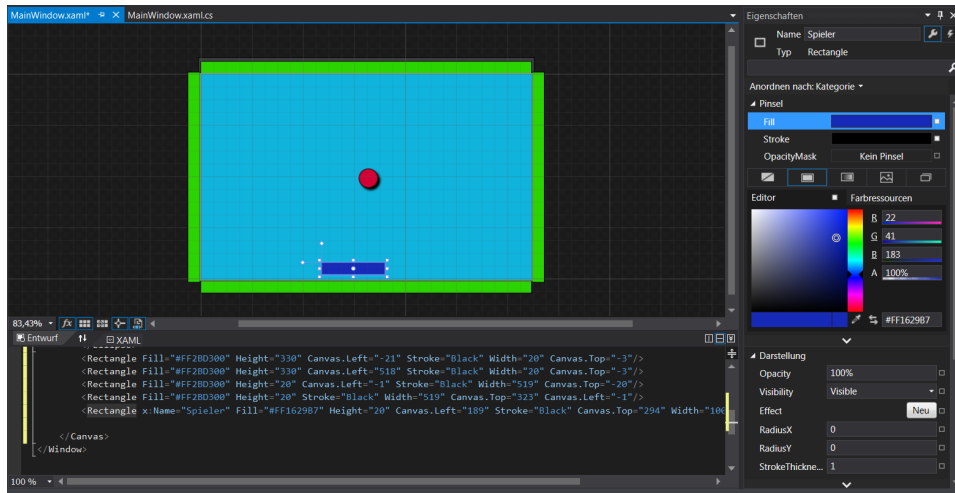 MainWindow.xaml*
MainWindow.xaml.cs
83,43%
fx
Entwurf
XAML
<Rectangle Fill="#FF2BD300" Height="330" Canvas.Left="-21" Stroke="Black" Width="20" Canvas.Top="-3"/>
<Rectangle Fill="#FF2BD300" Height="330" Canvas.Left="518" Stroke="Black" Width="20" Canvas.Top="-3"/>
<Rectangle Fill="#FF2BD300" Height="20" Canvas.Left="-1" Stroke="Black" Width="519" Canvas.Top="-20"/>
<Rectangle Fill="#FF2BD300" Height="20" Stroke="Black" Width="519" Canvas.Top="323" Canvas.Left="-1"/>
<Rectangle x:Name="Spieler" Fill="#FF1629B7" Height="20" Canvas.Left="189" Stroke="Black" Canvas.Top="294" Width="100
</Canvas>
</Window>
100 %
Eigenschaften
Name Spieler
Typ Rectangle
Anordnen nach: Kategorie
Pinsel
Fill
Stroke
OpacityMask Kein Pinsel
Editor Farbressourcen
R 22
G 41
B 183
A 100%
#FF1629B7
Darstellung
Opacity 100%
Visibility Visible
Effect Neu
RadiusX 0
RadiusY 0
StrokeThickne... 1